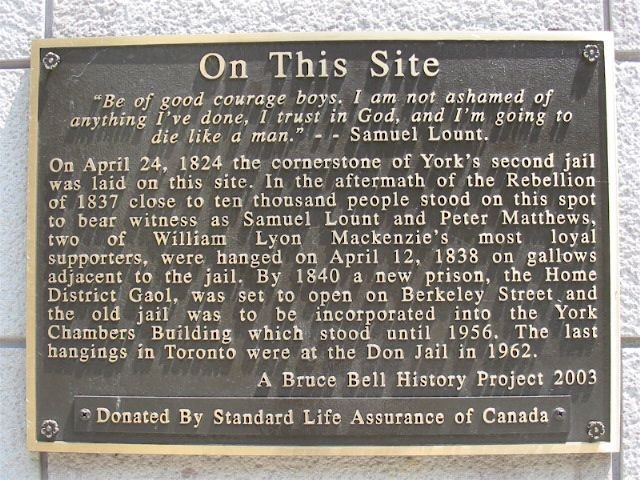 On This Site
"Be of good courage boys. I am not ashamed of
anything I've done, I trust in God, and I'm going to
die like a man." - - Samuel Lount.
On April 24, 1824 the cornerstone of York's second jail
was laid on this site. In the aftermath of the Rebellion
of 1837 close to ten thousand people stood on this spot
to bear witness as Samuel Lount and Peter Matthews,
two of William Lyon Mackenzie's most loyal
supporters, were hanged on April 12, 1838 on gallows
adjacent to the jail. By 1840 a new prison, the Home
District Gaol, was set to open on Berkeley Street and
the old jail was to be incorporated into the York
Chambers Building which stood until 1956. The last
hangings in Toronto were at the Don Jail in 1962.
A Bruce Bell History Project 2003
Donated By Standard Life Assurance of Canada